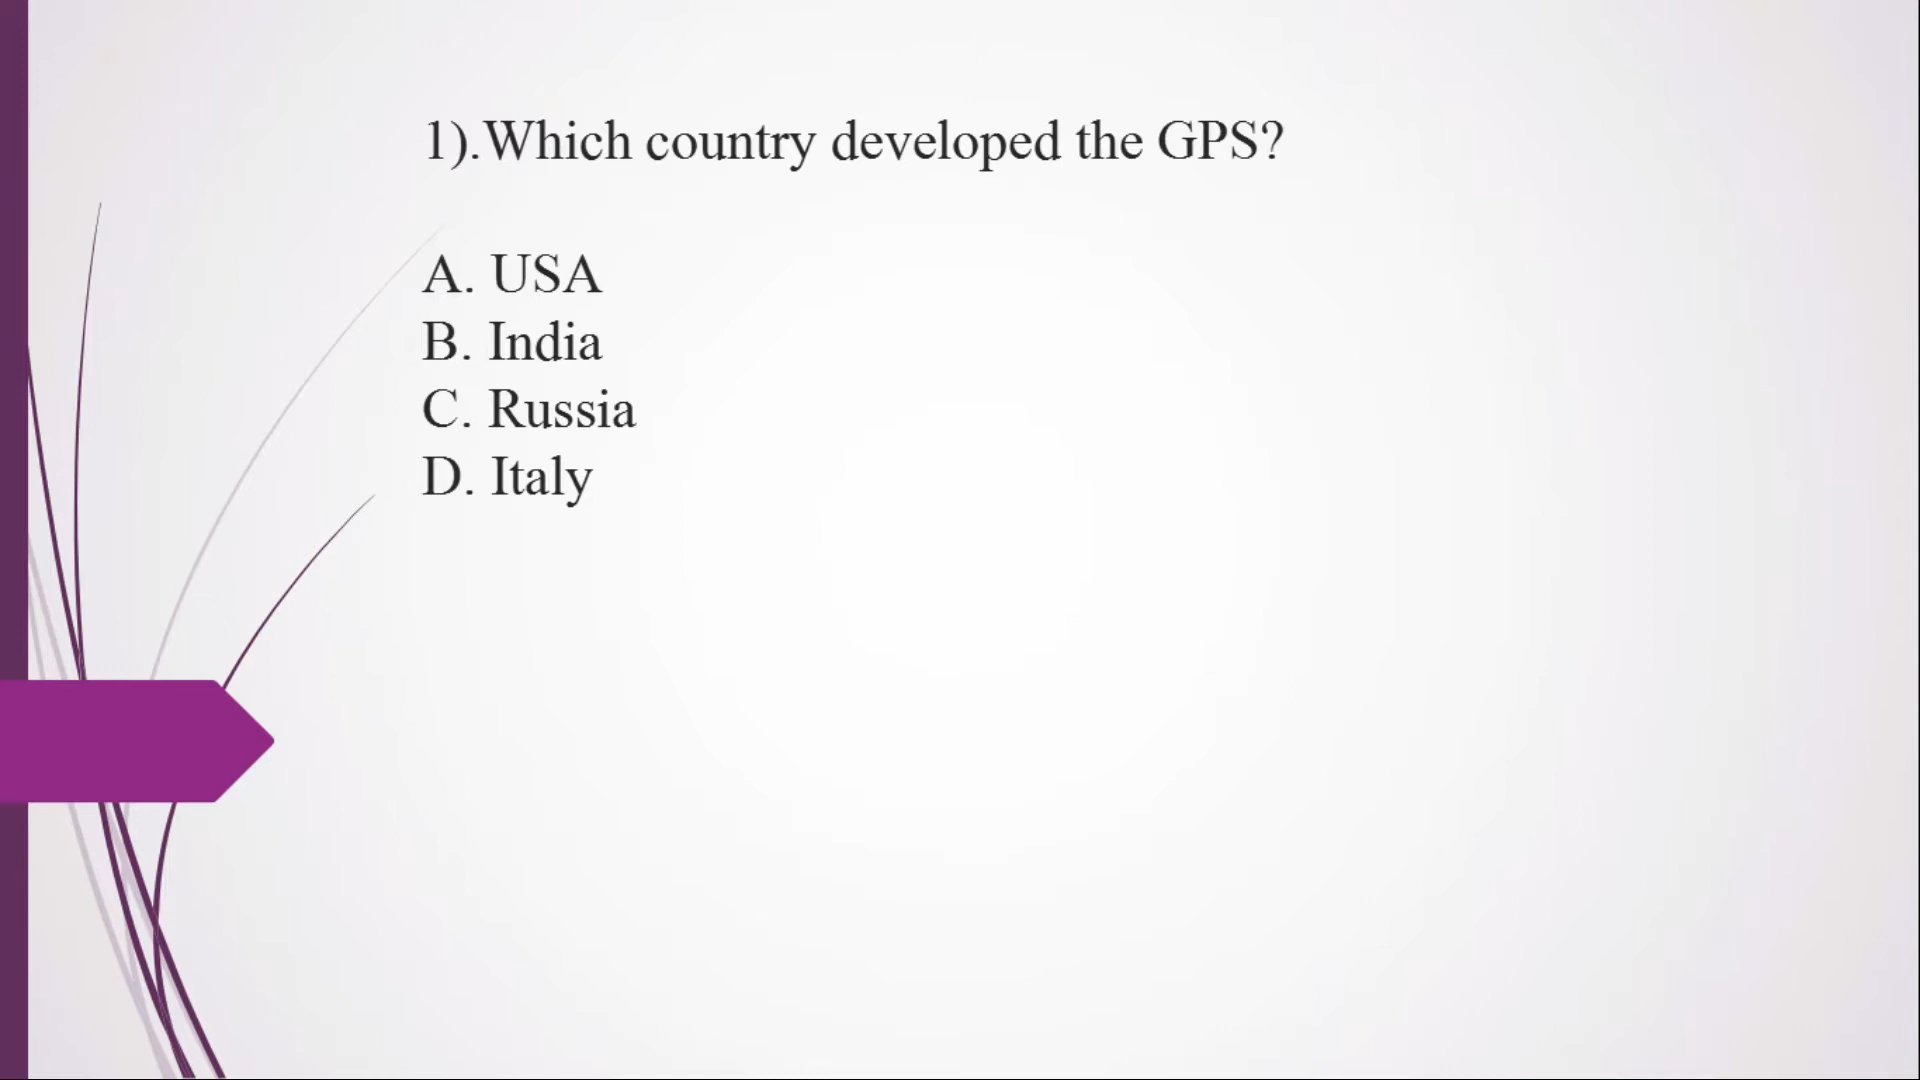 1).Which country developed the GPS?
A. USA
B. India
C. Russia
D. Italy